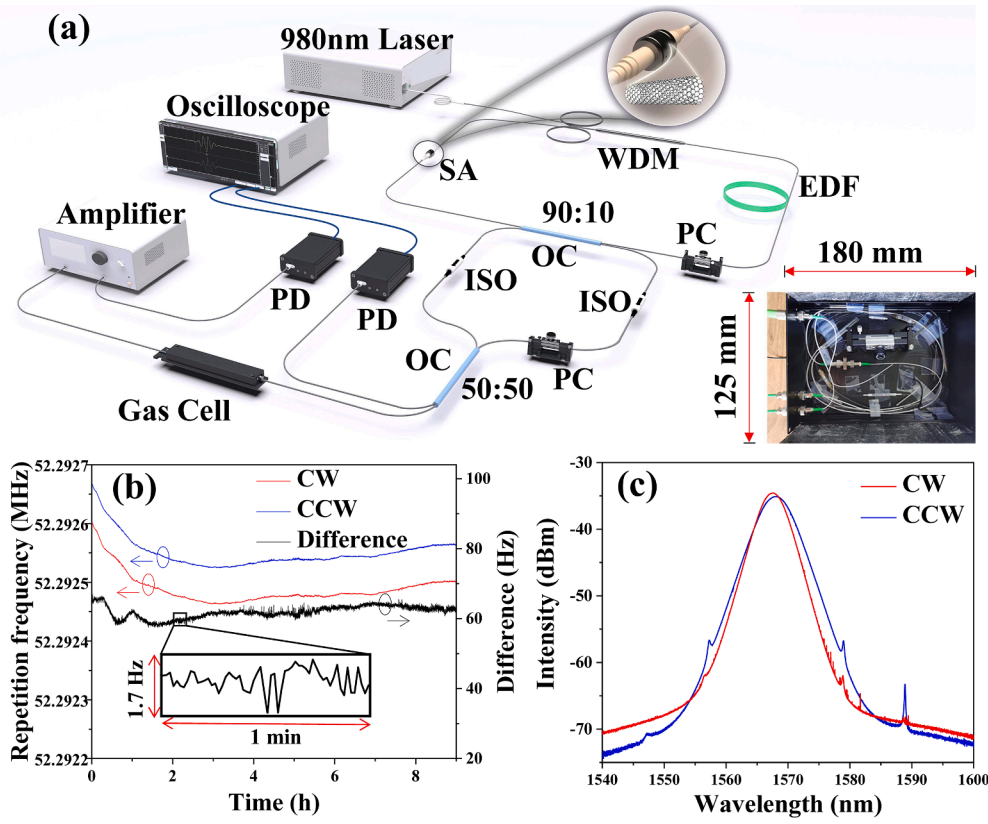 (a)
980nm Laser
Oscilloscope
SA
WDM
EDF
Amplifier
90:10
OC
PC
180 mm
ISO
ISO
PD
PD
OC
PC
50:50
125 mm
Gas Cell
Repetition frequency (MHz)
52.2927
52.2926
52.2925
52.2924
52.2923
52.2922
(b)
CW
CCW
Difference
100
80
60
40
20
Difference (Hz)
1.7 Hz
1 min
0 2 4 6 8
Time (h)
Intensity (dBm)
-30
-40
-50
-60
-70
(c)
CW
CCW
1540 1550 1560 1570 1580 1590 1600
Wavelength (nm)